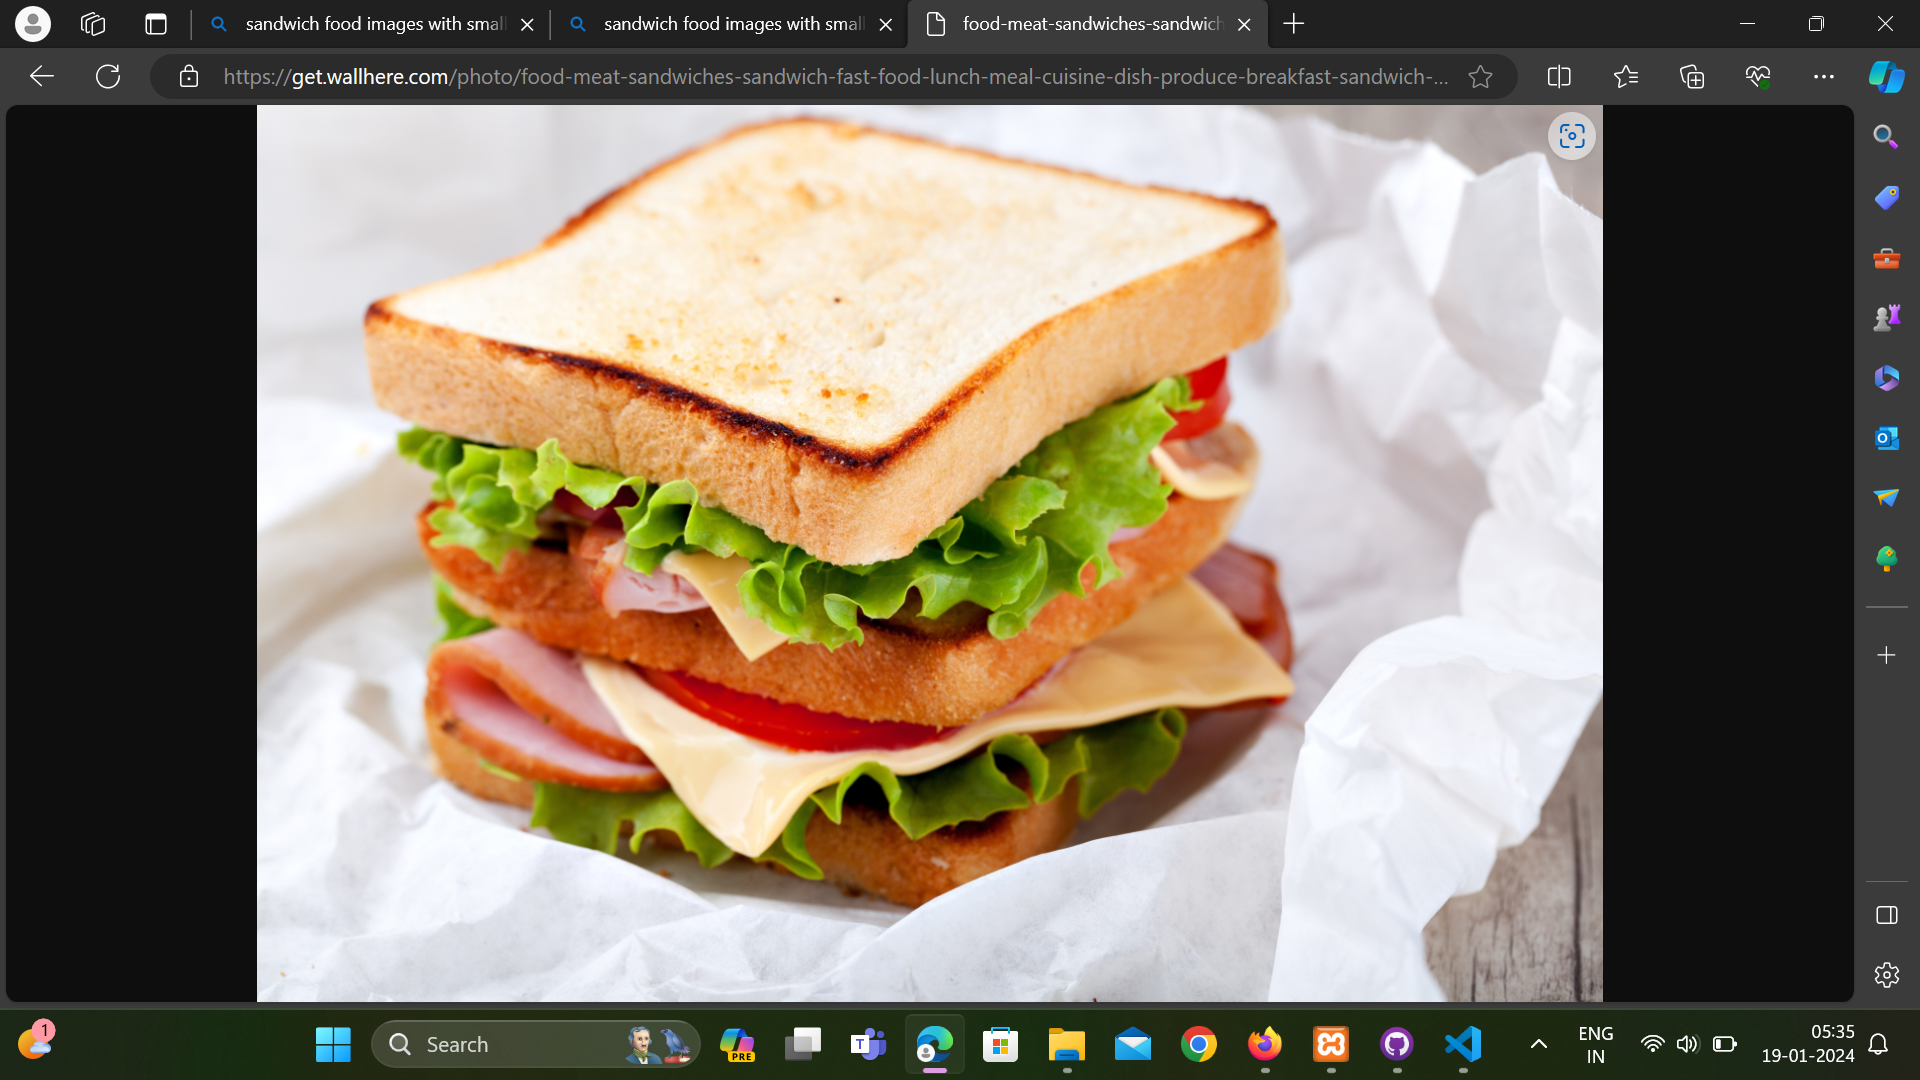 sandwich food images with small
sandwich food images with small
food-meat-sandwiches-sandwich
https://get.wallhere.com/photo/food-meat-sandwiches-sandwich-fast-food-lunch-meal-cuisine-dish-produce-breakfast-sandwich-...
1
Search
PRE
T
O
ENG
IN
05:35
19-01-2024